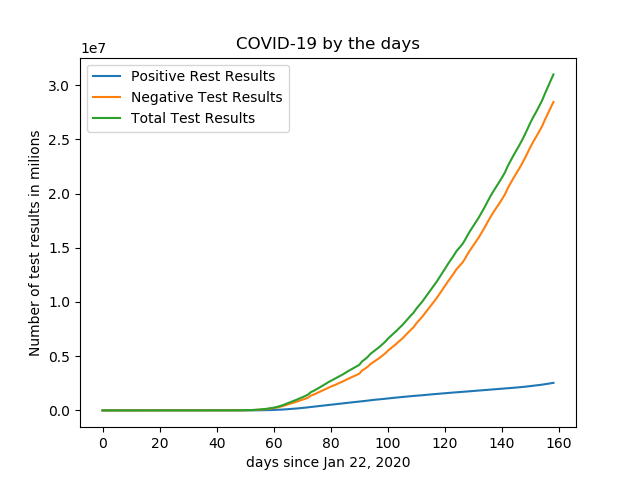 COVID-19 by the days
1e7
Positive Rest Results
Negative Test Results
Total Test Results
3.0
2.5
2.0
1.5
1.0
0.5
0.0
Number of test results in milions
0 20 40 60 80 100 120 140 160
days since Jan 22, 2020